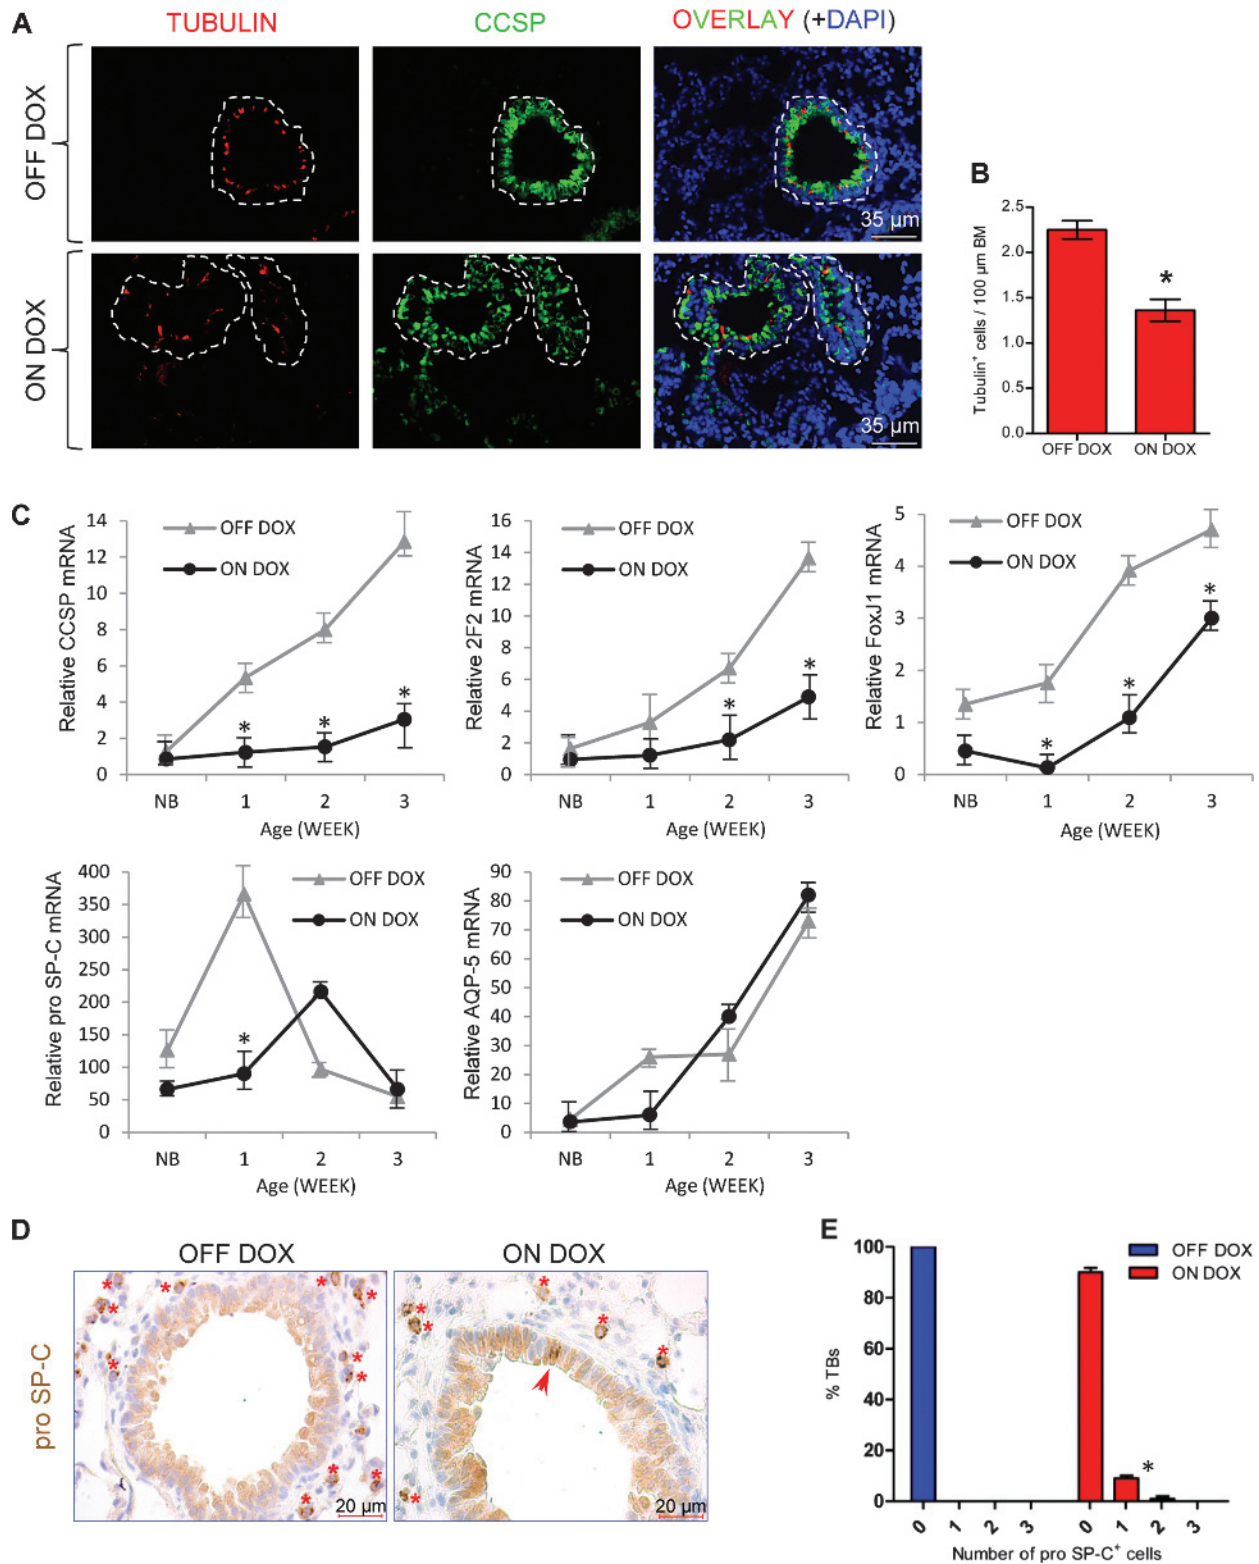 A
TUBULIN
CCSP
OVERLAY (+DAPI)
OFF DOX
35 µm
ON DOX
35 µm
B
Tubulin⁺ cells / 100 µm BM
2.5
2.0
1.5
1.0
0.5
0.0
*
OFF DOX
ON DOX
C
Relative CCSP mRNA
14
12
10
8
6
4
2
0
OFF DOX
ON DOX
*
*
*
NB
1
2
3
Age (WEEK)
Relative 2F2 mRNA
16
14
12
10
8
6
4
2
0
OFF DOX
ON DOX
*
*
NB
1
2
3
Age (WEEK)
Relative FoxJ1 mRNA
5
4
3
2
1
0
OFF DOX
ON DOX
*
*
*
NB
1
2
3
Age (WEEK)
Relative pro SP-C mRNA
400
350
300
250
200
150
100
50
0
OFF DOX
ON DOX
*
NB
1
2
3
Age (WEEK)
Relative AQP-5 mRNA
90
80
70
60
50
40
30
20
10
0
OFF DOX
ON DOX
NB
1
2
3
Age (WEEK)
D
OFF DOX
ON DOX
pro SP-C
20 µm
20 µm
E
% TBs
100
80
60
40
20
0
OFF DOX
ON DOX
*
0
1
2
3
0
1
2
3
Number of pro SP-C⁺ cells